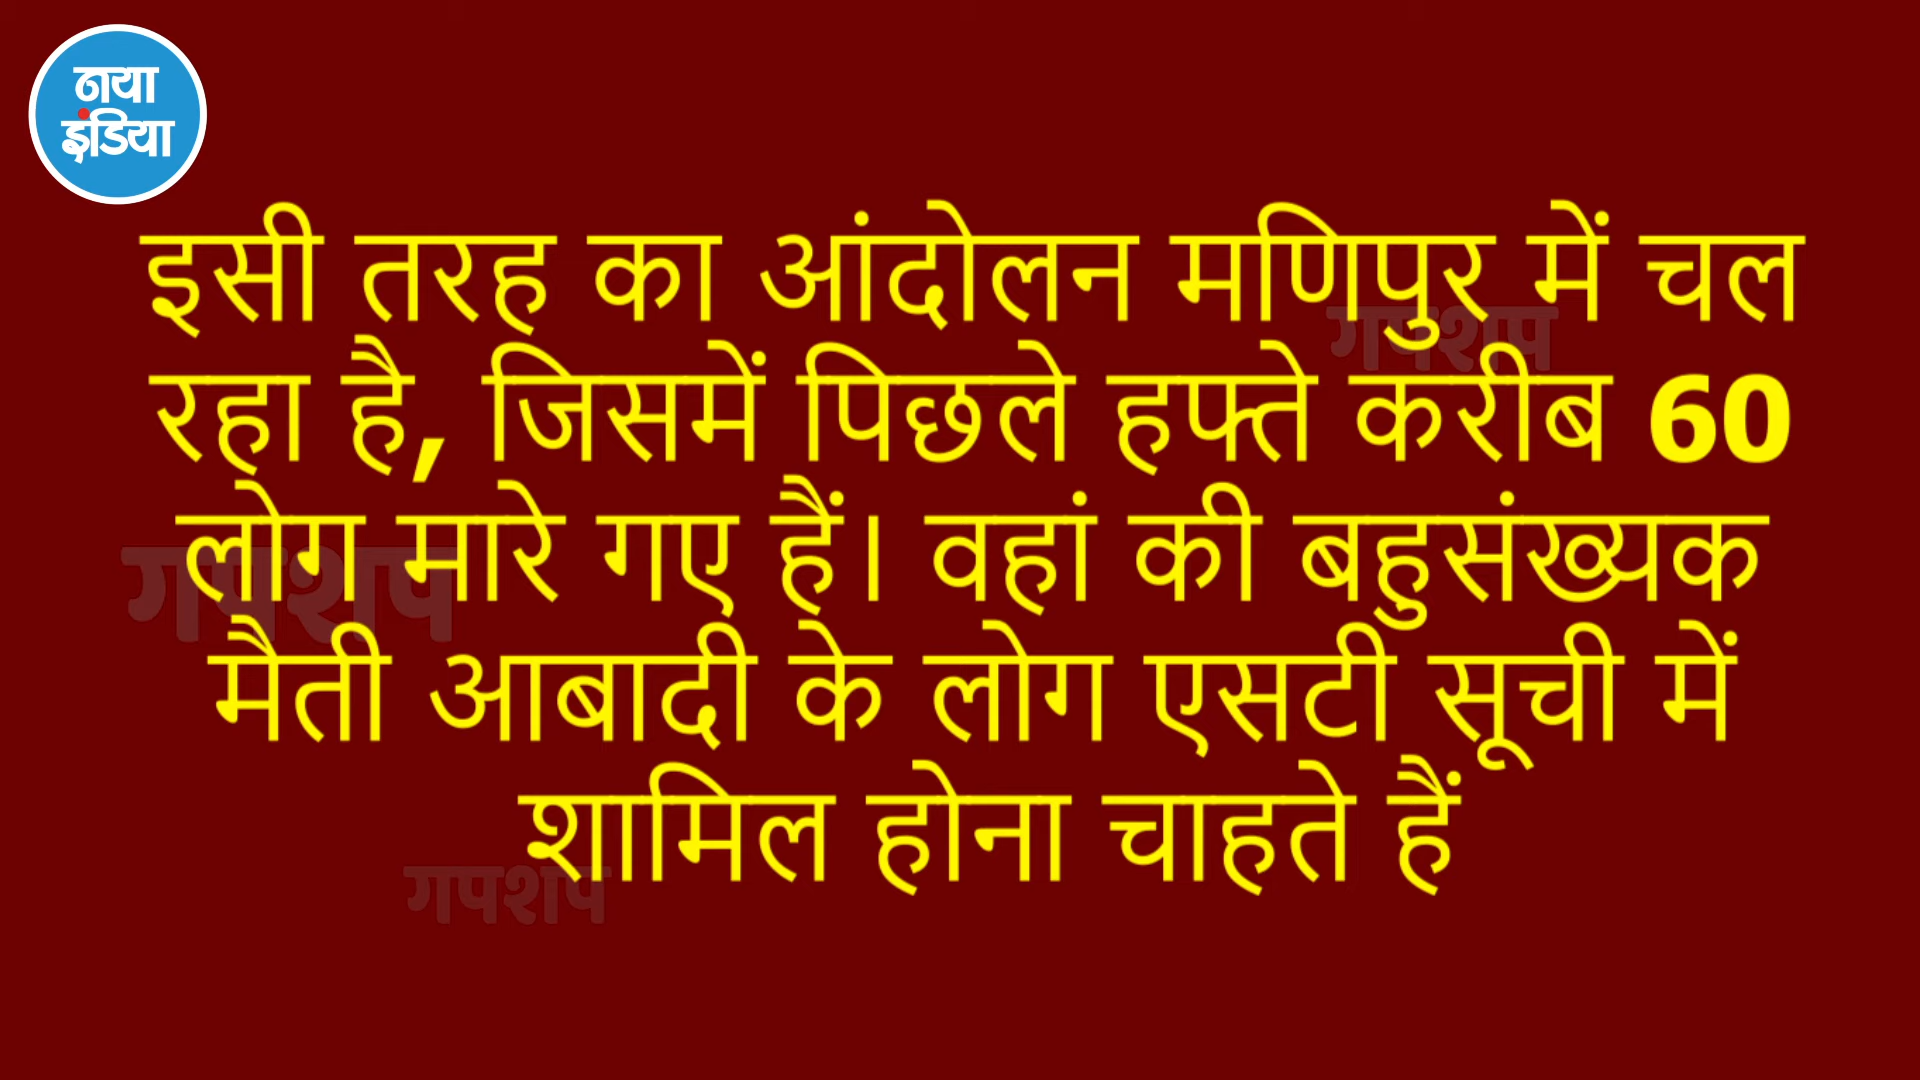 नया
इंडिया
इसी तरह का आंदोलन मणिपुर में चल
रहा है, जिसमें पिछले हफ्ते करीब 60
लोग मारे गए हैं। वहां की बहुसंख्यक
मैती आबादी के लोग एसटी सूची में
शामिल होना चाहते हैं
गपशप
गपशप
गपशप